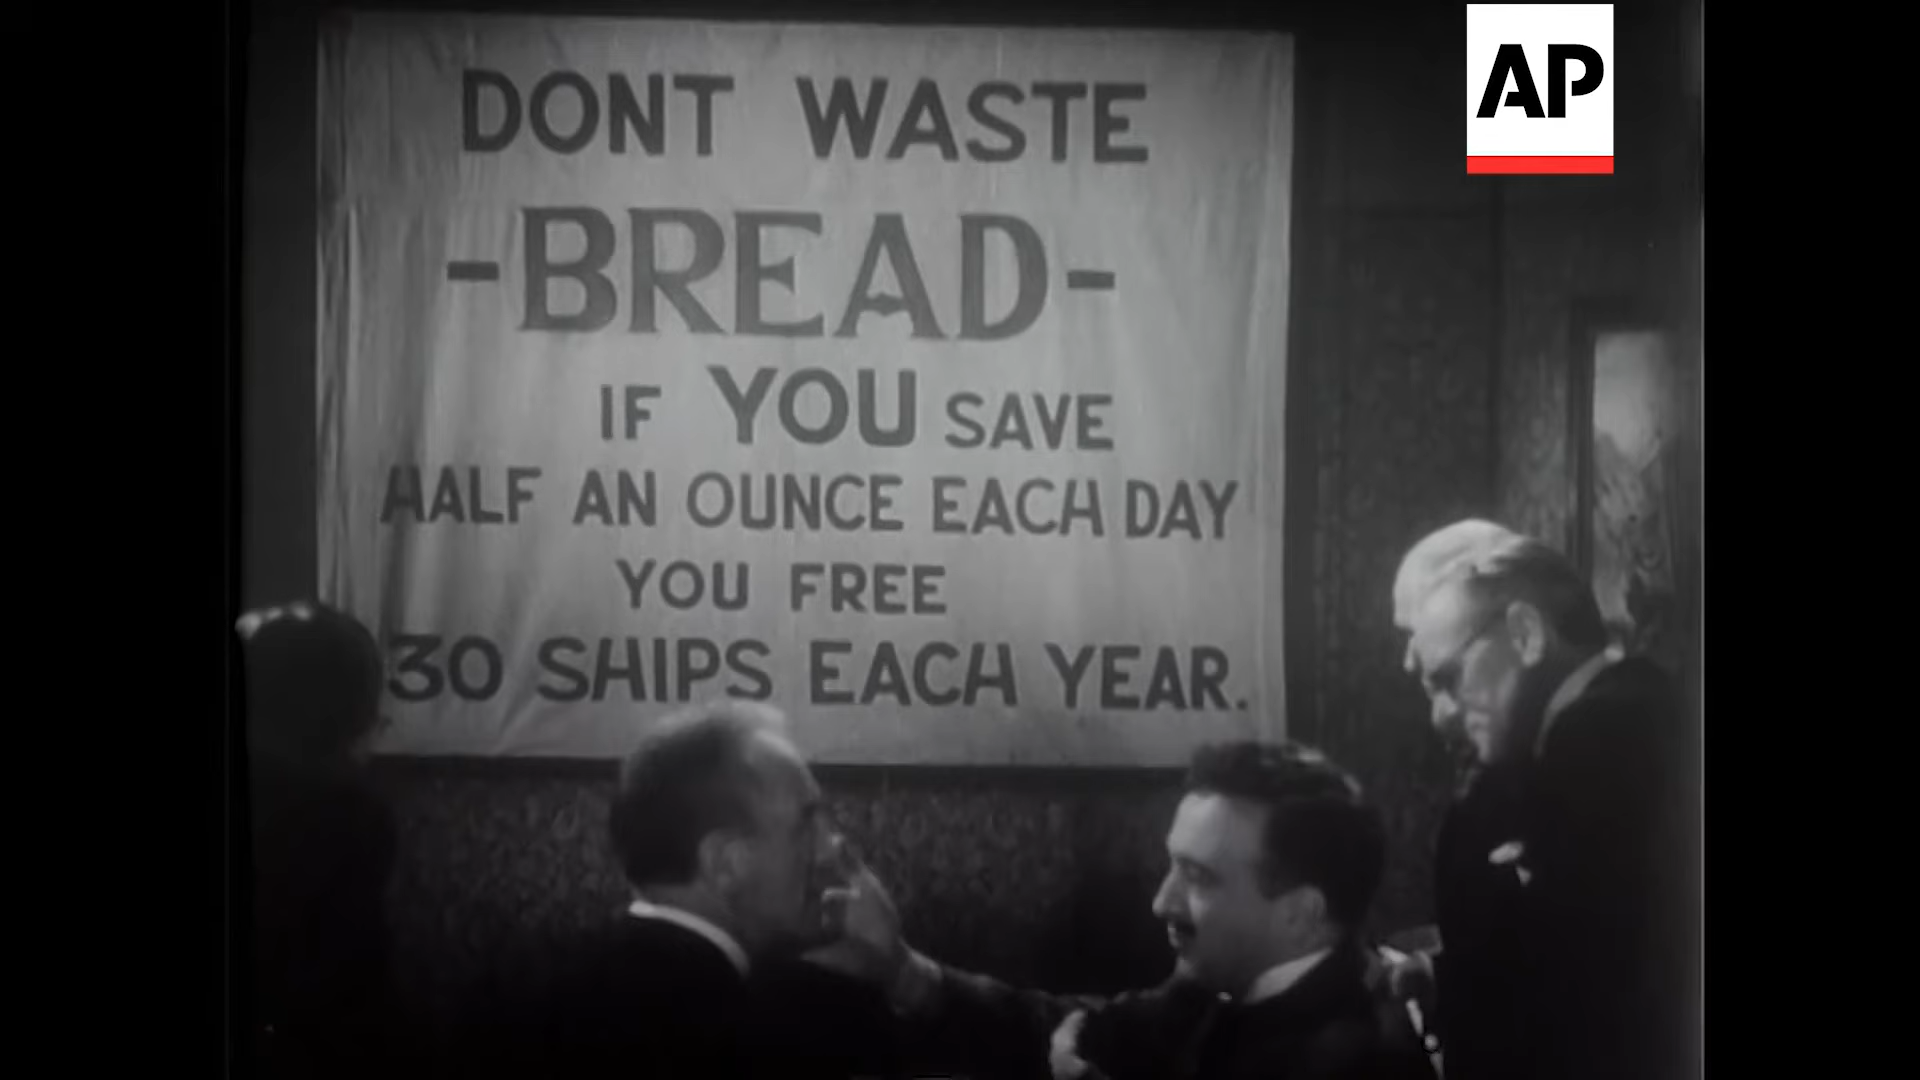 DONT WASTE
-BREAD-
IF YOU SAVE
HALF AN OUNCE EACH DAY
YOU FREE
30 SHIPS EACH YEAR.
AP